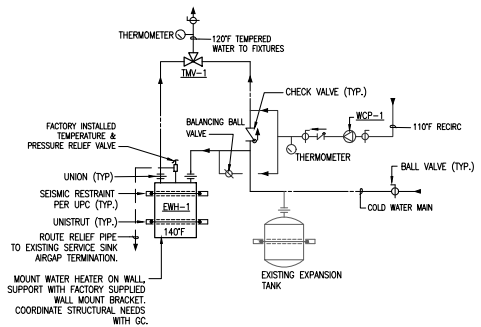 THERMOMETER
120°F TEMPERED
WATER TO FIXTURES
TMV-1
CHECK VALVE (TYP.)
BALANCING BALL
VALVE
WCP-1
110°F RECIRC
FACTORY INSTALLED
TEMPERATURE &
PRESSURE RELIEF VALVE
THERMOMETER
BALL VALVE (TYP.)
UNION (TYP)
SEISMIC RESTRAINT
PER UPC (TYP.)
EWH-1
COLD WATER MAIN
UNISTRUT (TYP.)
140°F
ROUTE RELIEF PIPE
TO EXISTING SERVICE SINK
AIRGAP TERMINATION.
EXISTING EXPANSION
TANK
MOUNT WATER HEATER ON WALL,
SUPPORT WITH FACTORY SUPPLIED
WALL MOUNT BRACKET.
COORDINATE STRUCTURAL NEEDS
WITH GC.